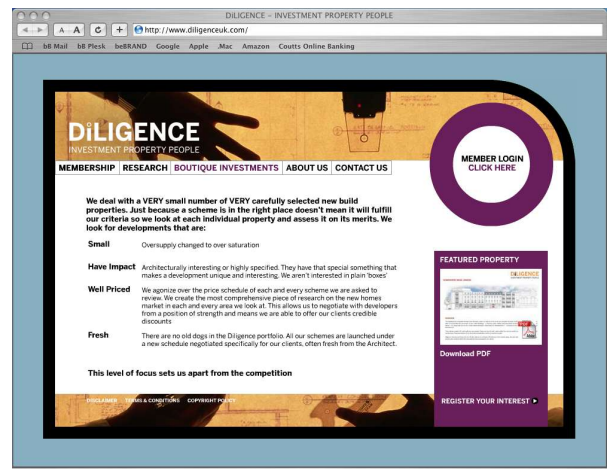 DiLIGENCE – INVESTMENT PROPERTY PEOPLE
A A C + http://www.diligenceuk.com/
bB Mail bB Plesk beBRAND Google Apple .Mac Amazon Coutts Online Banking
DiLIGENCE
INVESTMENT PROPERTY PEOPLE
MEMBERSHIP RESEARCH BOUTIQUE INVESTMENTS ABOUT US CONTACT US
MEMBER LOGIN
CLICK HERE
We deal with a VERY small number of VERY carefully selected new build
properties. Just because a scheme is in the right place doesn't mean it will fulfill
our criteria so we look at each individual property and assess it on its merits. We
look for developments that are:
Small Oversupply changed to over saturation
Have Impact Architecturally interesting or highly specified. They have that special something that
makes a development unique and interesting. We aren't interested in plain 'boxes'
Well Priced We agonize over the price schedule of each and every scheme we are asked to
review. We create the most comprehensive piece of research on the new homes
market in each and every area we look at. This allows us to negotiate with developers
from a position of strength and means we are able to offer our clients credible
discounts
Fresh There are no old dogs in the Diligence portfolio. All our schemes are launched under
a new schedule negotiated specifically for our clients, often fresh from the Architect.
This level of focus sets us apart from the competition
FEATURED PROPERTY
DiLIGENCE
PDF
Download PDF
REGISTER YOUR INTEREST
DISCLAIMER TERMS & CONDITIONS COPYRIGHT POLICY